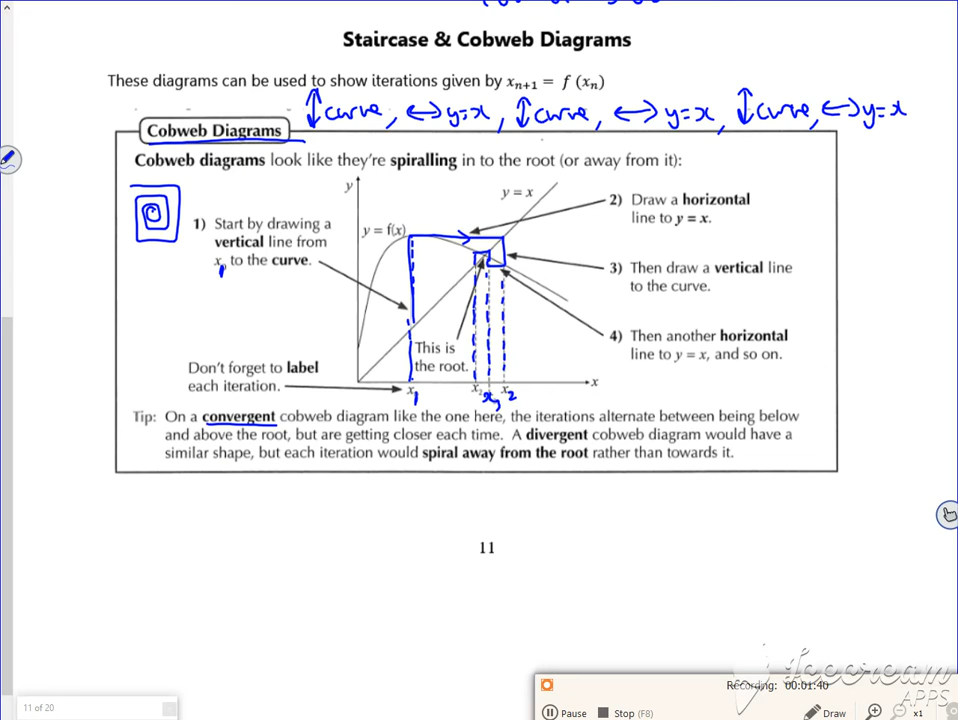 Staircase & Cobweb Diagrams
These diagrams can be used to show iterations given by xₙ₊₁ = f (xₙ)
↕curve, ↔y=x, ↕curve, ↔y=x, ↕curve, ↔y=x
Cobweb Diagrams
Cobweb diagrams look like they're spiralling in to the root (or away from it):
y
y = x
y = f(x)
1) Start by drawing a
vertical line from
x₁ to the curve.
2) Draw a horizontal
line to y = x.
3) Then draw a vertical line
to the curve.
4) Then another horizontal
line to y = x, and so on.
This is
the root.
Don't forget to label
each iteration.
x₁
x₃
x₂
x
Tip: On a convergent cobweb diagram like the one here, the iterations alternate between being below
and above the root, but are getting closer each time. A divergent cobweb diagram would have a
similar shape, but each iteration would spiral away from the root rather than towards it.
11
11 of 20
Icecream
APPS
Recording: 00:01:40
Pause
Stop (F8)
Draw
x1